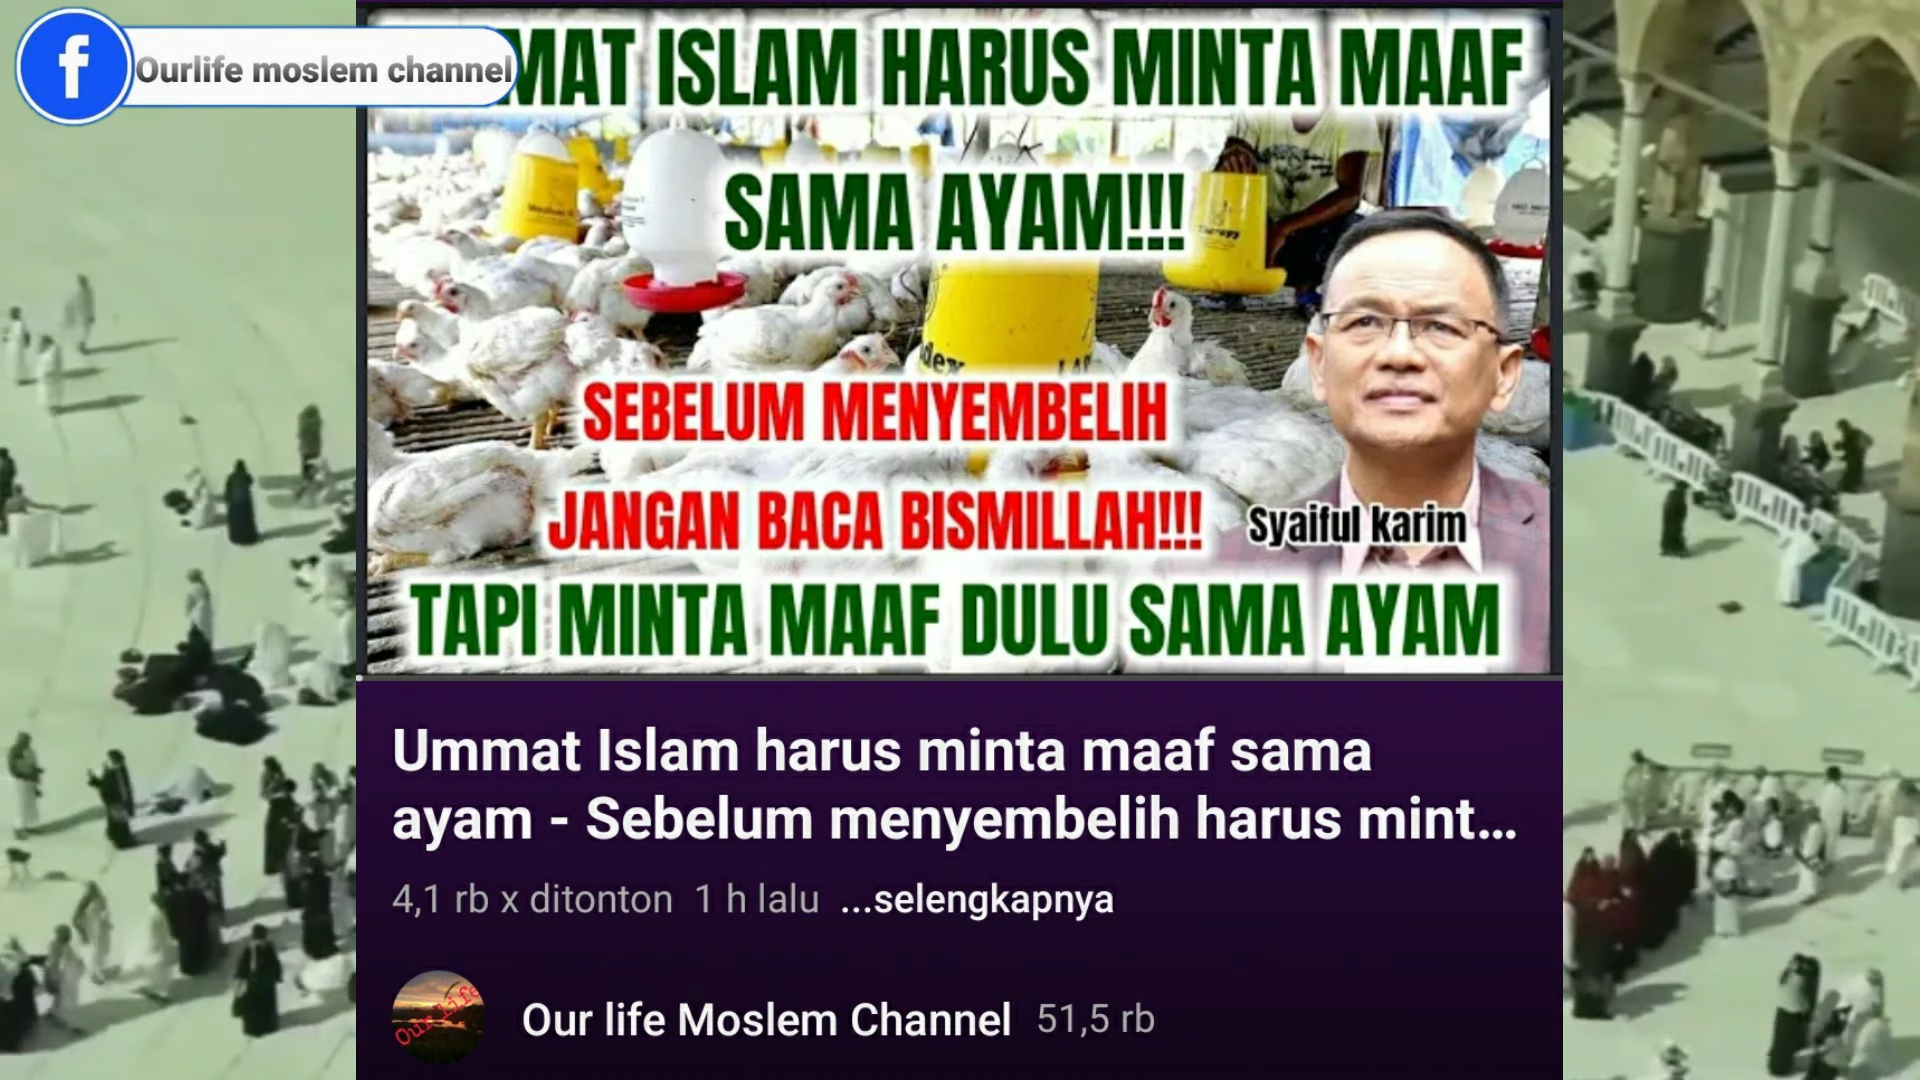 Ourlife moslem channel
MAT ISLAM HARUS MINTA MAAF
SAMA AYAM!!!
SEBELUM MENYEMBELIH
JANGAN BACA BISMILLAH!!!
Syaiful karim
TAPI MINTA MAAF DULU SAMA AYAM
Ummat Islam harus minta maaf sama
ayam - Sebelum menyembelih harus mint...
4,1 rb x ditonton 1 h lalu ...selengkapnya
Our life
Our life Moslem Channel 51,5 rb